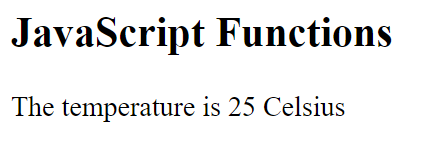 JavaScript Functions
The temperature is 25 Celsius